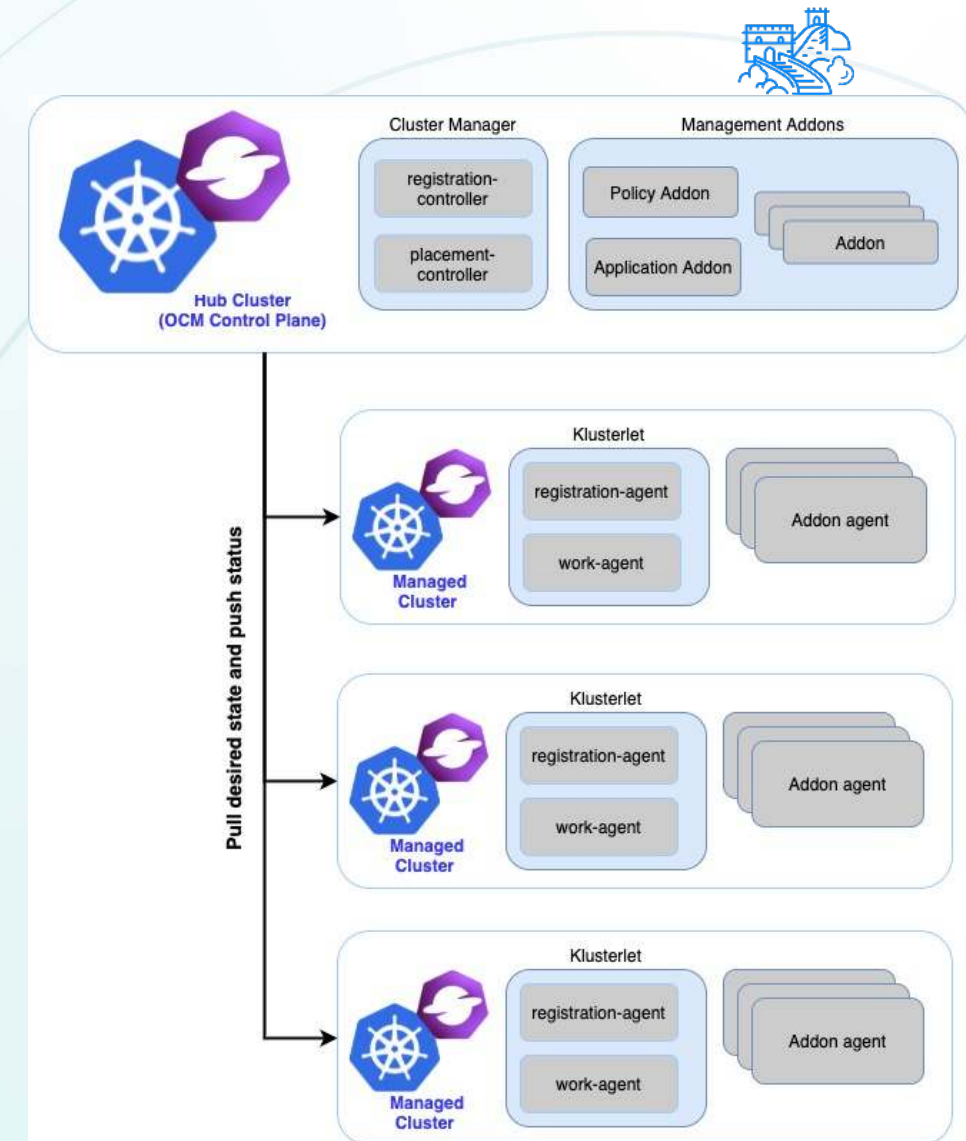 Cluster Manager
Management Addons
registration-
controller
placement-
controller
Policy Addon
Application Addon
Addon
Hub Cluster
(OCM Control Plane)
Pull desired state and push status
Klusterlet
registration-agent
work-agent
Addon agent
Managed
Cluster
Klusterlet
registration-agent
work-agent
Addon agent
Managed
Cluster
Klusterlet
registration-agent
work-agent
Addon agent
Managed
Cluster